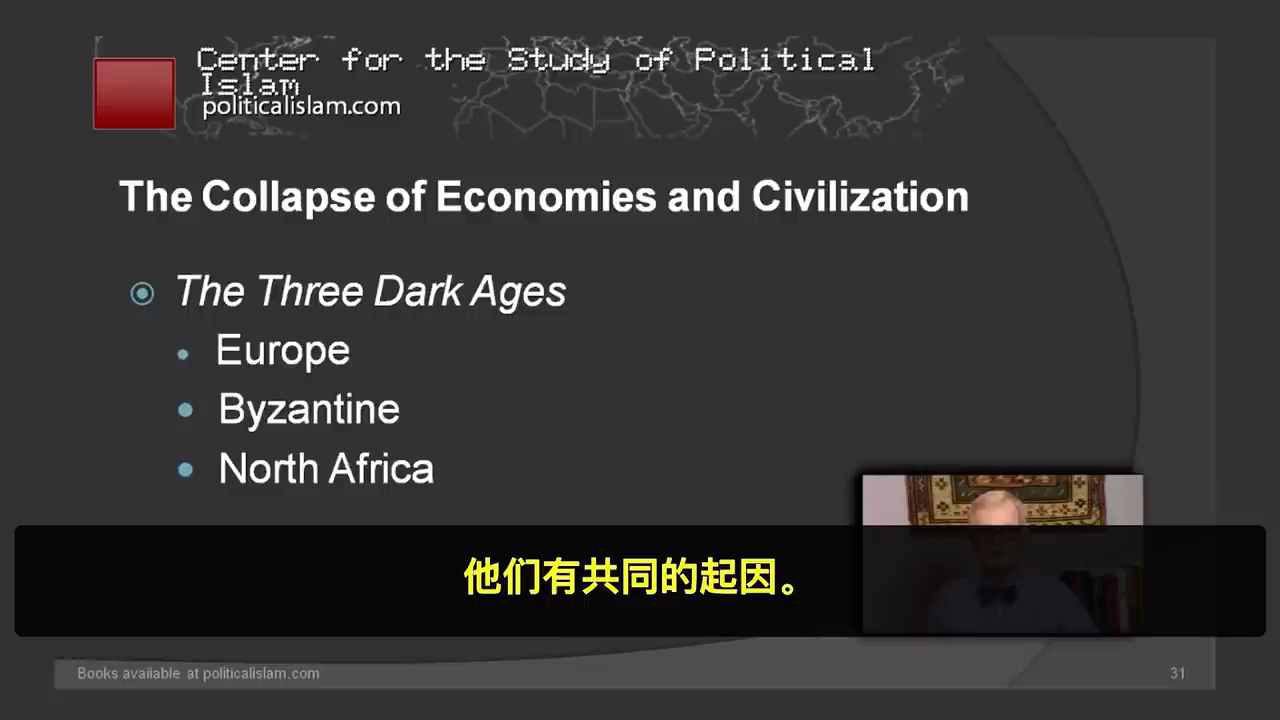 Center for the Study of Political
Islam
politicalislam.com
The Collapse of Economies and Civilization
The Three Dark Ages
Europe
Byzantine
North Africa
他们有共同的起因。
Books available at politicalislam.com
31